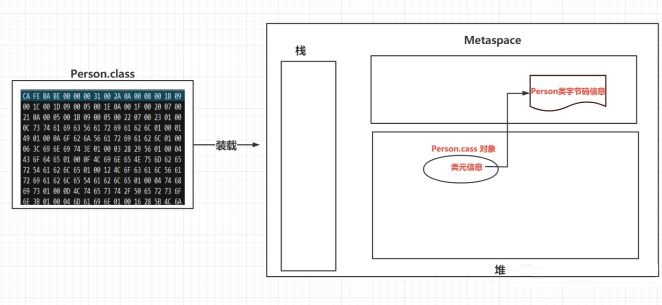 Person.class
CA FE BA BE 00 00 00 31 00 2A 0A 00 08 00 1B 09
00 1C 00 1D 09 00 05 00 1E 0A 00 1F 00 20 07 00
21 0A 00 05 00 1B 09 00 05 00 22 07 00 23 01 00
0C 73 74 61 69 63 56 61 72 69 61 62 6C 01 00 01
49 01 00 0A 6F 62 6A 56 61 72 69 61 62 6C 01 00
06 3C 69 6E 69 74 3E 01 00 03 28 29 56 01 00 04
43 6F 64 65 01 00 0F 4C 69 6E 65 4E 75 6D 62 65
72 54 61 62 6C 65 01 00 12 4C 6F 63 61 6C 56 61
72 69 61 62 6C 65 54 61 62 6C 65 01 00 04 74 68
69 73 01 00 0D 4C 74 65 73 74 2F 50 65 72 73 6F
6E 3B 01 00 04 6D 61 69 6E 01 00 16 28 5B 4C 6A
装载
栈
Metaspace
Person类字节码信息
Person.cass 对象
类元信息
堆